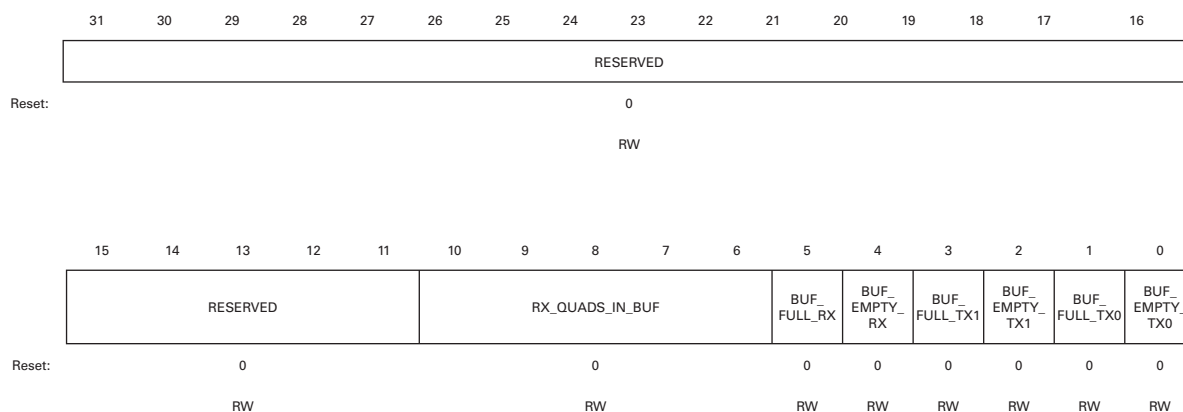 31 30 29 28 27 26 25 24 23 22 21 20 19 18 17 16
RESERVED
Reset: 0
RW
15 14 13 12 11 10 9 8 7 6 5 4 3 2 1 0
RESERVED RX_QUADS_IN_BUF BUF_ FULL_RX BUF_ EMPTY_ RX BUF_ FULL_TX1 BUF_ EMPTY_ TX1 BUF_ FULL_TX0 BUF_ EMPTY_ TX0
Reset: 0 0 0 0 0 0 0 0
RW RW RW RW RW RW RW RW